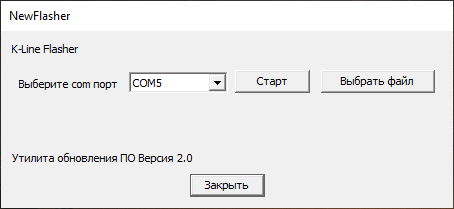 NewFlasher
K-Line Flasher
Выберите com порт COM5 Старт Выбрать файл
Утилита обновления ПО Версия 2.0
Закрыть